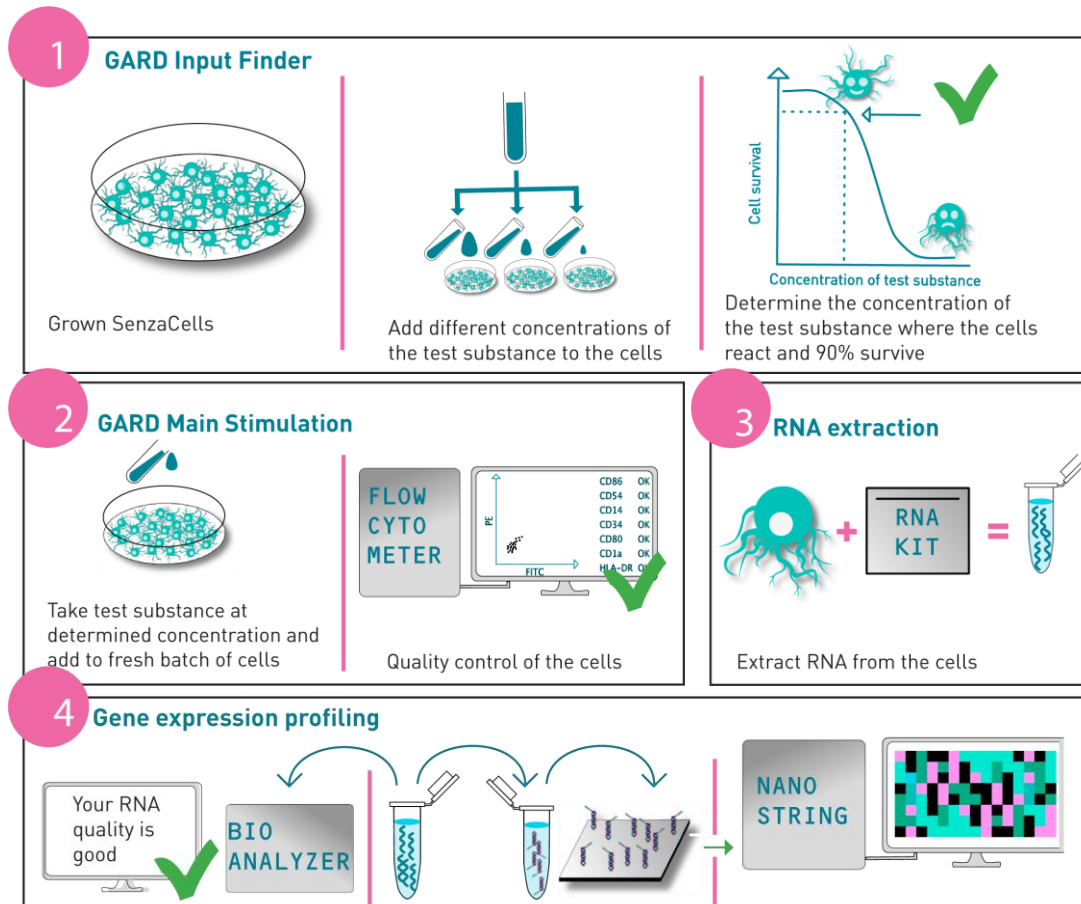 1
GARD Input Finder
Grown SenzaCells
Add different concentrations of
the test substance to the cells
Cell survival
Concentration of test substance
Determine the concentration of
the test substance where the cells
react and 90% survive
2
GARD Main Stimulation
Take test substance at
determined concentration and
add to fresh batch of cells
FLOW
CYTO
METER
PE
FITC
CD86 OK
CD54 OK
CD14 OK
CD34 OK
CD80 OK
CD1a OK
HLA-DR OK
Quality control of the cells
3
RNA extraction
+
RNA
KIT
=
Extract RNA from the cells
4
Gene expression profiling
Your RNA
quality is
good
BIO
ANALYZER
NANO
STRING